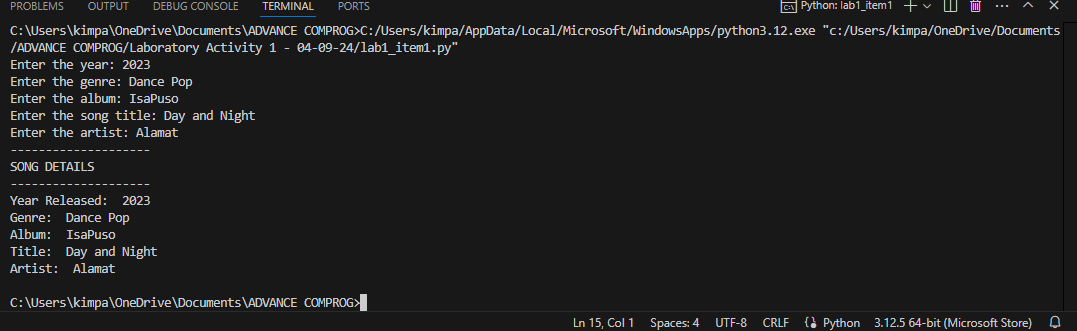 PROBLEMS OUTPUT DEBUG CONSOLE TERMINAL PORTS Python: lab1_item1
C:\Users\kimpa\OneDrive\Documents\ADVANCE COMPROG>C:/Users/kimpa/AppData/Local/Microsoft/WindowsApps/python3.12.exe "c:/Users/kimpa/OneDrive/Documents
/ADVANCE COMPROG/Laboratory Activity 1 - 04-09-24/lab1_item1.py"
Enter the year: 2023
Enter the genre: Dance Pop
Enter the album: IsaPuso
Enter the song title: Day and Night
Enter the artist: Alamat
--------------------
SONG DETAILS
--------------------
Year Released:  2023
Genre:  Dance Pop
Album:  IsaPuso
Title:  Day and Night
Artist:  Alamat
C:\Users\kimpa\OneDrive\Documents\ADVANCE COMPROG>
Ln 15, Col 1 Spaces: 4 UTF-8 CRLF Python 3.12.5 64-bit (Microsoft Store)